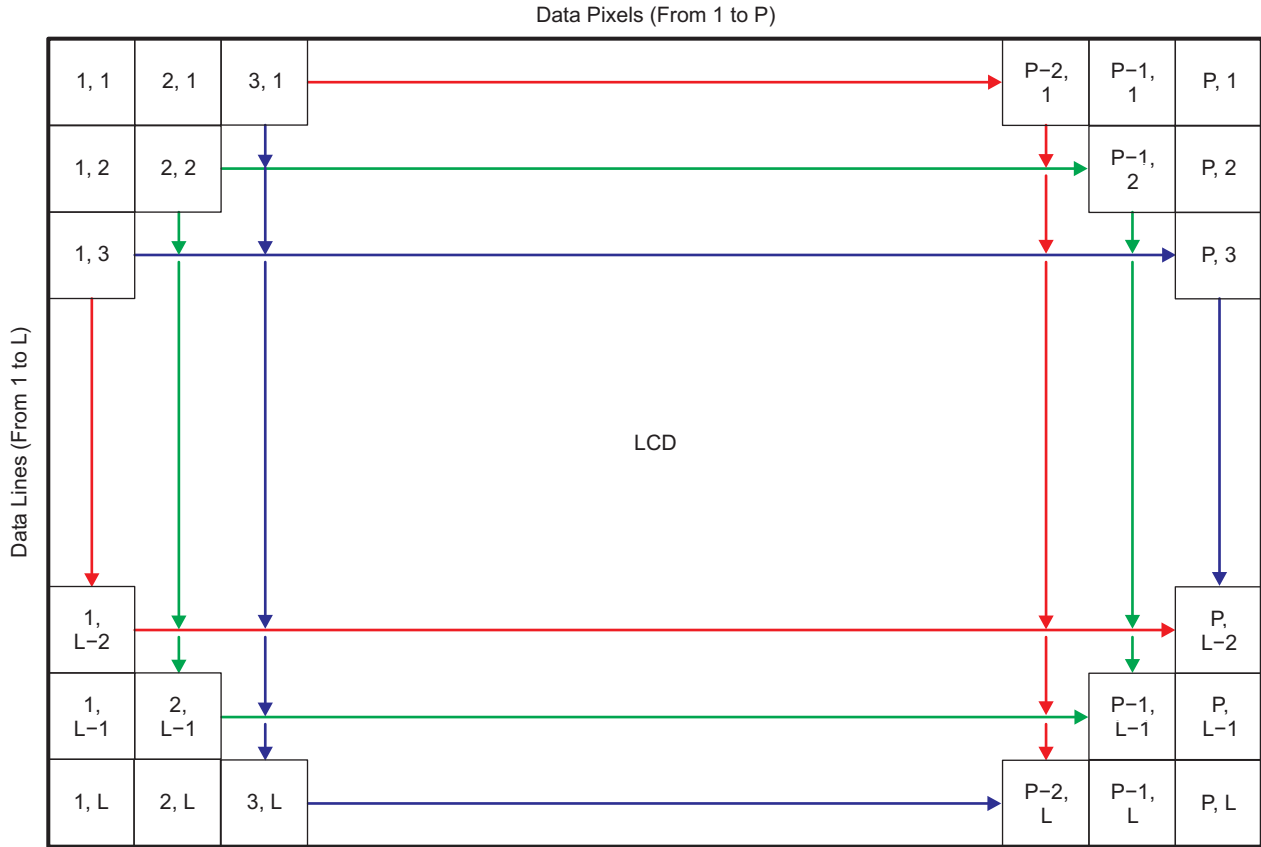 Data Pixels (From 1 to P)
1, 1
2, 1
3, 1
P−2,
1
P−1,
1
P, 1
1, 2
2, 2
P−1,
2
P, 2
1, 3
P, 3
Data Lines (From 1 to L)
LCD
1,
L−2
P,
L−2
1,
L−1
2,
L−1
P−1,
L−1
P,
L−1
1, L
2, L
3, L
P−2,
L
P−1,
L
P, L